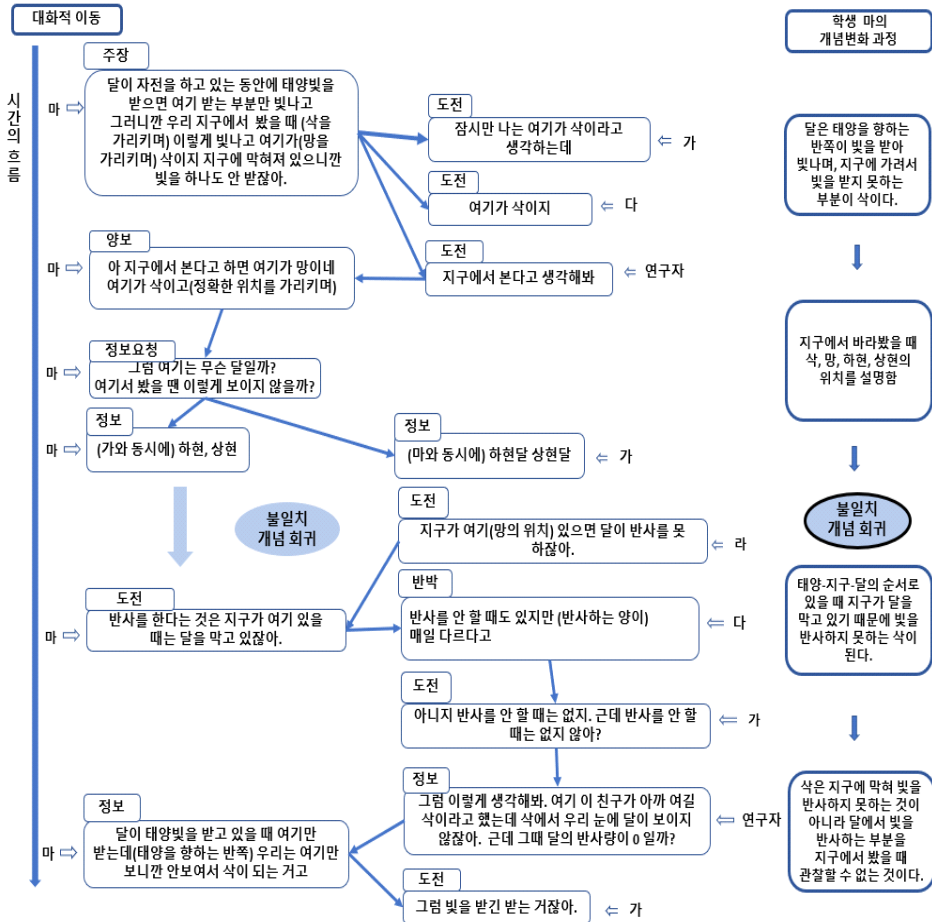 대화적 이동
학생 마의
개념변화 과정
시간의 흐름
주장
마
달이 자전을 하고 있는 동안에 태양빛을
받으면 여기 받는 부분만 빛나고
그러니깐 우리 지구에서 봤을 때 (삭을
가리키며) 이렇게 빛나고 여기가(망을
가리키며) 삭이지 지구에 막혀져 있으니깐
빛을 하나도 안 받잖아.
도전
잠시만 나는 여기가 삭이라고
생각하는데
가
도전
여기가 삭이지
다
달은 태양을 향하는
반쪽이 빛을 받아
빛나며, 지구에 가려서
빛을 받지 못하는
부분이 삭이다.
도전
지구에서 본다고 생각해봐
연구자
양보
마
아 지구에서 본다고 하면 여기가 망이네
여기가 삭이고(정확한 위치를 가리키며)
정보요청
마
그럼 여기는 무슨 달일까?
여기서 봤을 땐 이렇게 보이지 않을까?
지구에서 바라봤을 때
삭, 망, 하현, 상현의
위치를 설명함
정보
마
(가와 동시에) 하현, 상현
정보
(마와 동시에) 하현달 상현달
가
불일치
개념 회귀
불일치
개념 회귀
도전
지구가 여기(망의 위치) 있으면 달이 반사를 못
하잖아.
라
도전
마
반사를 한다는 것은 지구가 여기 있을
때는 달을 막고 있잖아.
반박
반사를 안 할 때도 있지만 (반사하는 양이)
매일 다르다고
다
태양-지구-달의 순서로
있을 때 지구가 달을
막고 있기 때문에 빛을
반사하지 못하는 삭이
된다.
도전
아니지 반사를 안 할 때는 없지. 근데 반사를 안 할
때는 없지 않아?
가
정보
그럼 이렇게 생각해봐. 여기 이 친구가 아까 여길
삭이라고 했는데 삭에서 우리 눈에 달이 보이지
않잖아. 근데 그때 달의 반사량이 0 일까?
연구자
삭은 지구에 막혀 빛을
반사하지 못하는 것이
아니라 달에서 빛을
반사하는 부분을
지구에서 봤을 때
관찰할 수 없는 것이다.
정보
마
달이 태양빛을 받고 있을 때 여기만
받는데(태양을 향하는 반쪽) 우리는 여기만
보니깐 안보여서 삭이 되는 거고
도전
그럼 빛을 받긴 받는 거잖아.
가